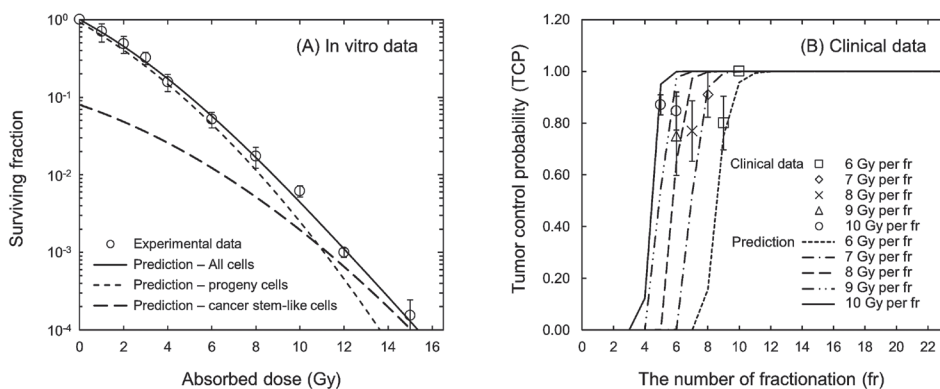 (A) In vitro data
Surviving fraction
10⁰
10⁻¹
10⁻²
10⁻³
10⁻⁴
Experimental data
Prediction – All cells
Prediction – progeny cells
Prediction – cancer stem-like cells
0 2 4 6 8 10 12 14 16
Absorbed dose (Gy)
(B) Clinical data
Tumor control probability (TCP)
1.00
0.80
0.60
0.40
0.20
0.00
Clinical data
6 Gy per fr
7 Gy per fr
8 Gy per fr
9 Gy per fr
10 Gy per fr
Prediction
6 Gy per fr
7 Gy per fr
8 Gy per fr
9 Gy per fr
10 Gy per fr
0 2 4 6 8 10 12 14 16 18 20 22
The number of fractionation (fr)